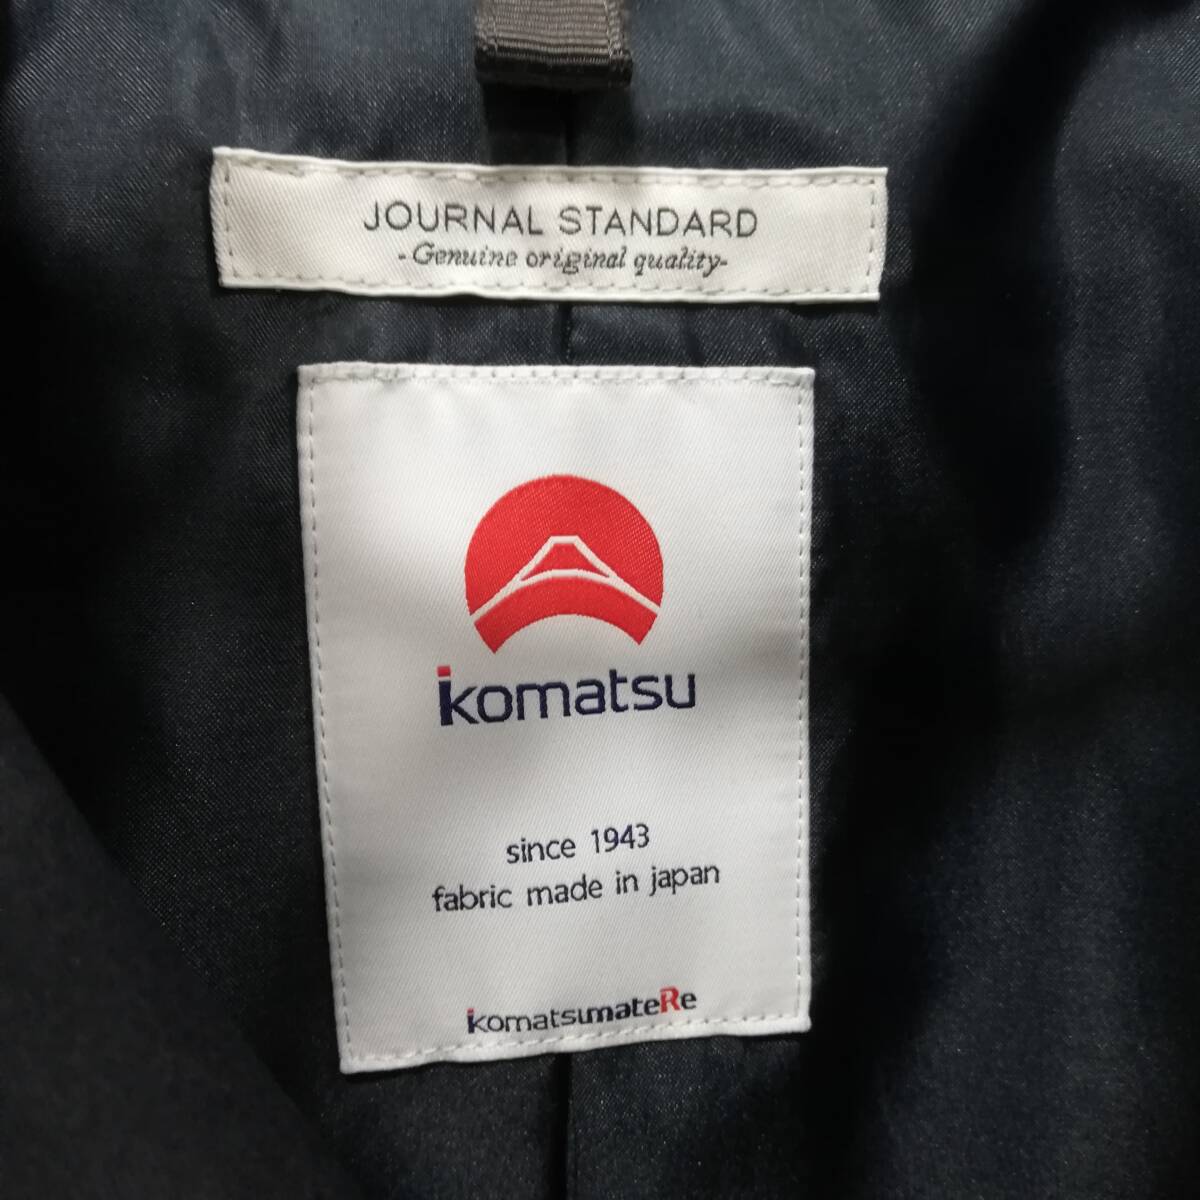 JOURNAL STANDARD
-Genuine original quality-
komatsu
since 1943
fabric made in japan
komatsumateRe